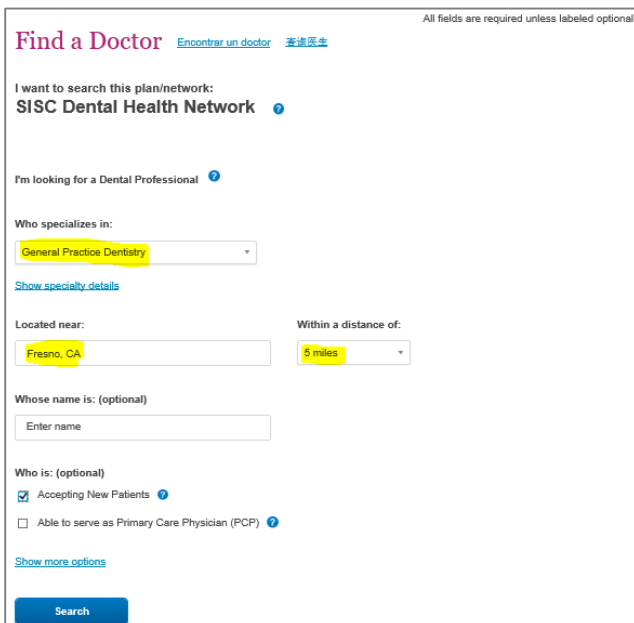 All fields are required unless labeled optional
Find a Doctor Encontrar un doctor 查询医生
I want to search this plan/network:
SISC Dental Health Network ?
I'm looking for a Dental Professional ?
Who specializes in:
General Practice Dentistry
Show specialty details
Located near: Within a distance of:
Fresno, CA 5 miles
Whose name is: (optional)
Enter name
Who is: (optional)
Accepting New Patients ?
Able to serve as Primary Care Physician (PCP) ?
Show more options
Search